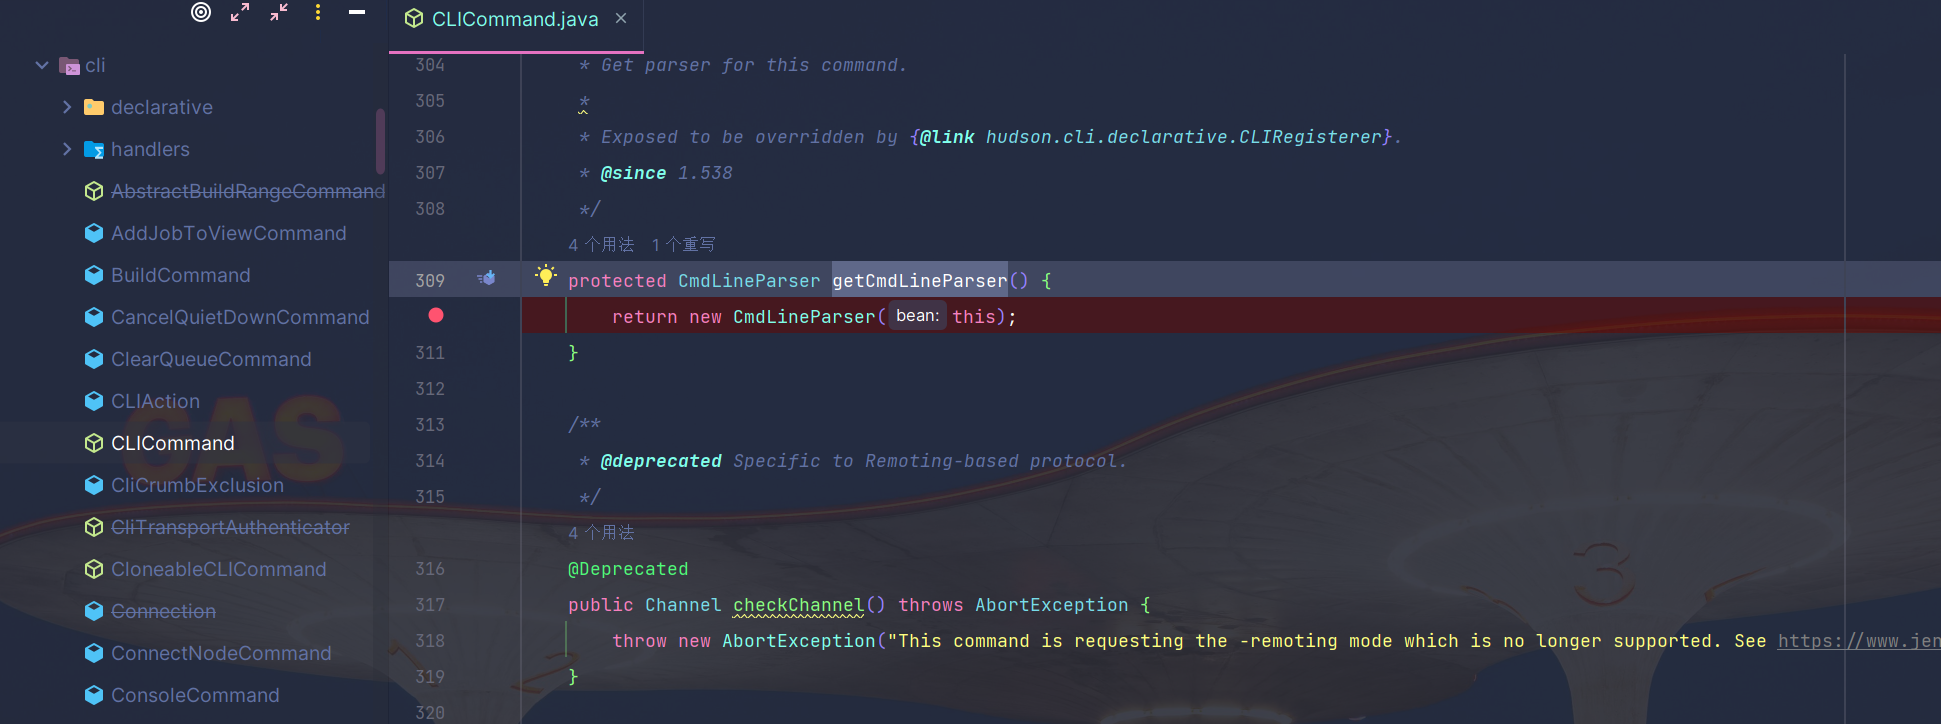 CLICommand.java
cli
declarative
handlers
AbstractBuildRangeCommand
AddJobToViewCommand
BuildCommand
CancelQuietDownCommand
ClearQueueCommand
CLIAction
CLICommand
CliCrumbExclusion
CliTransportAuthenticator
CloneableCLICommand
Connection
ConnectNodeCommand
ConsoleCommand
CAS
304 * Get parser for this command.
305 *
306 * Exposed to be overridden by {@link hudson.cli.declarative.CLIRegisterer}.
307 * @since 1.538
308 */
4 个用法 1 个重写
309 protected CmdLineParser getCmdLineParser() {
return new CmdLineParser( bean: this);
311 }
312
313 /**
314 * @deprecated Specific to Remoting-based protocol.
315 */
4 个用法
316 @Deprecated
317 public Channel checkChannel() throws AbortException {
318 throw new AbortException("This command is requesting the -remoting mode which is no longer supported. See https://www.jen
319 }
320